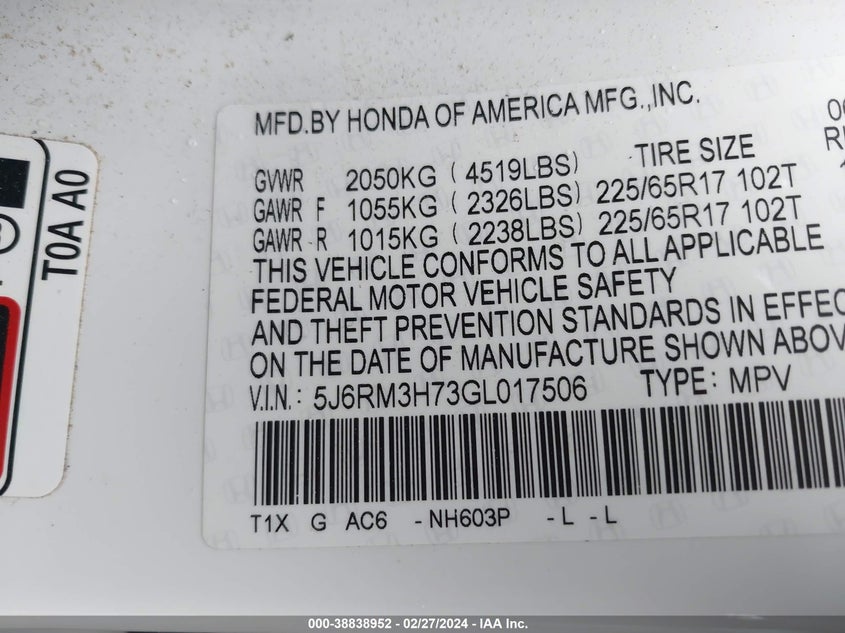 MFD.BY HONDA OF AMERICA MFG.,INC.
GVWR 2050KG ( 4519LBS) TIRE SIZE
GAWR F 1055KG ( 2326LBS) 225/65R17 102T
GAWR R 1015KG ( 2238LBS) 225/65R17 102T
THIS VEHICLE CONFORMS TO ALL APPLICABLE
FEDERAL MOTOR VEHICLE SAFETY
AND THEFT PREVENTION STANDARDS IN EFFEC
ON THE DATE OF MANUFACTURE SHOWN ABOV
V.I.N.: 5J6RM3H73GL017506 TYPE: MPV
T1X G AC6 -NH603P -L -L
T0A A0
000-38838952 / 02/27/2024 - IAA Inc.